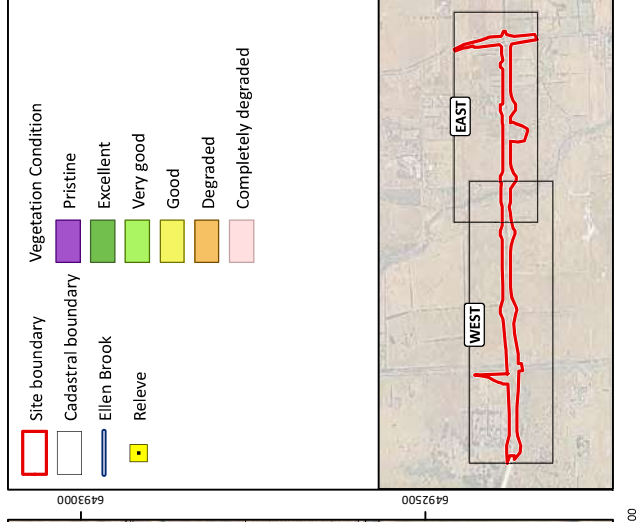 Site boundary
Cadastral boundary
Ellen Brook
Releve
Vegetation Condition
Pristine
Excellent
Very good
Good
Degraded
Completely degraded
WEST
EAST
6493000
6492500
00